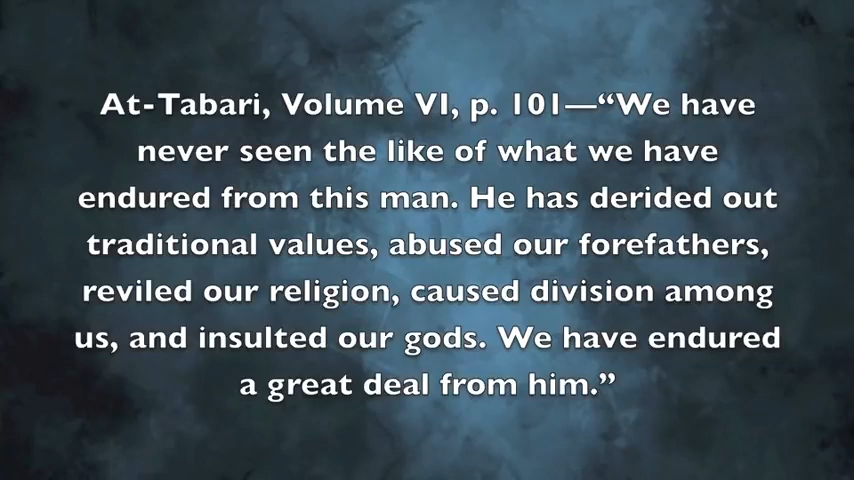 At-Tabari, Volume VI, p. 101—“We have
never seen the like of what we have
endured from this man. He has derided out
traditional values, abused our forefathers,
reviled our religion, caused division among
us, and insulted our gods. We have endured
a great deal from him.”